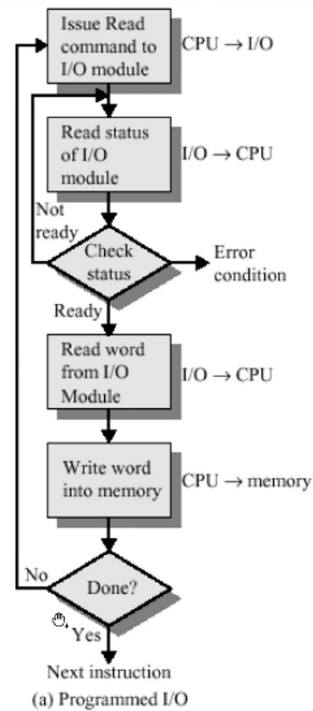 Issue Read
command to
I/O module
CPU → I/O
Read status
of I/O
module
I/O → CPU
Not
ready
Check
status
Error
condition
Ready
Read word
from I/O
Module
I/O → CPU
Write word
into memory
CPU → memory
No
Done?
Yes
Next instruction
(a) Programmed I/O